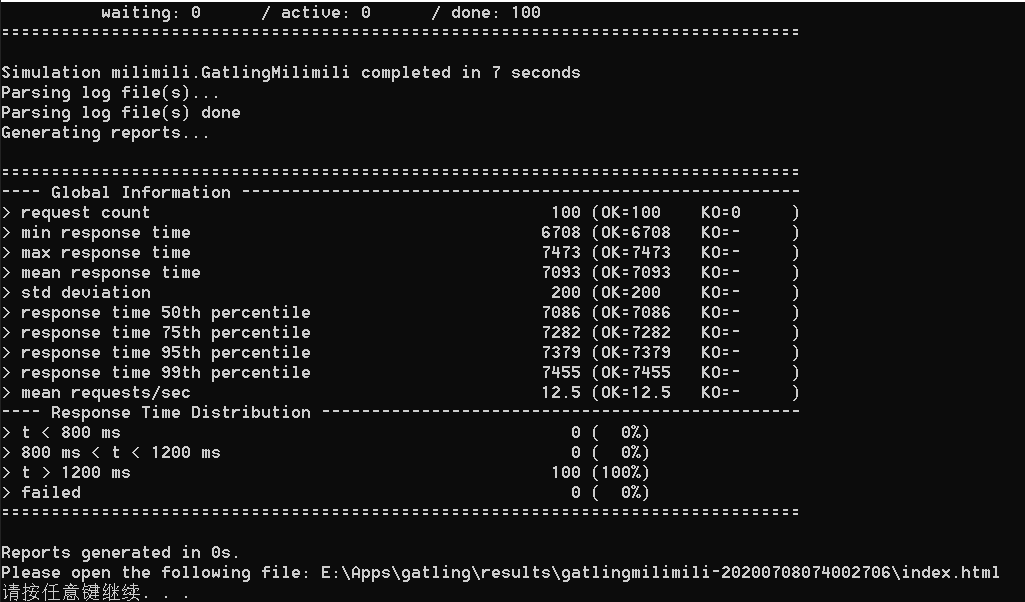 waiting: 0      / active: 0      / done: 100
================================================================================

Simulation milimili.GatlingMilimili completed in 7 seconds
Parsing log file(s)...
Parsing log file(s) done
Generating reports...

================================================================================
---- Global Information --------------------------------------------------------
> request count                                        100 (OK=100    KO=0     )
> min response time                                   6708 (OK=6708   KO=-     )
> max response time                                   7473 (OK=7473   KO=-     )
> mean response time                                  7093 (OK=7093   KO=-     )
> std deviation                                        200 (OK=200    KO=-     )
> response time 50th percentile                       7086 (OK=7086   KO=-     )
> response time 75th percentile                       7282 (OK=7282   KO=-     )
> response time 95th percentile                       7379 (OK=7379   KO=-     )
> response time 99th percentile                       7455 (OK=7455   KO=-     )
> mean requests/sec                                   12.5 (OK=12.5   KO=-     )
---- Response Time Distribution ------------------------------------------------
> t < 800 ms                                             0 (  0%)
> 800 ms < t < 1200 ms                                   0 (  0%)
> t > 1200 ms                                          100 (100%)
> failed                                                 0 (  0%)
================================================================================

Reports generated in 0s.
Please open the following file: E:\Apps\gatling\results\gatlingmilimili-20200708074002706\index.html
请按任意键继续. . .